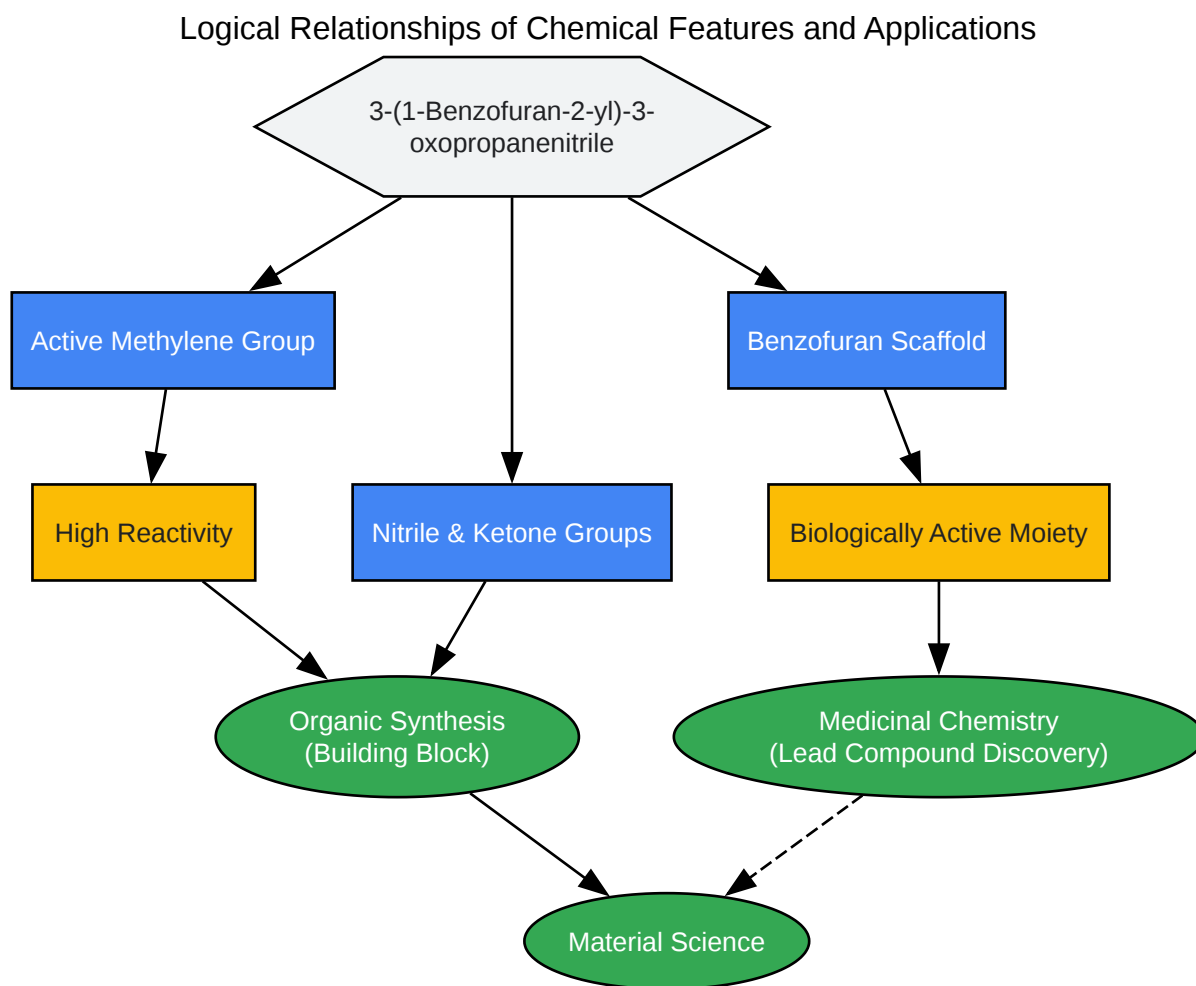 Logical Relationships of Chemical Features and Applications
3-(1-Benzofuran-2-yl)-3-
oxopropanenitrile
Active Methylene Group
Benzofuran Scaffold
High Reactivity
Nitrile & Ketone Groups
Biologically Active Moiety
Organic Synthesis
(Building Block)
Medicinal Chemistry
(Lead Compound Discovery)
Material Science